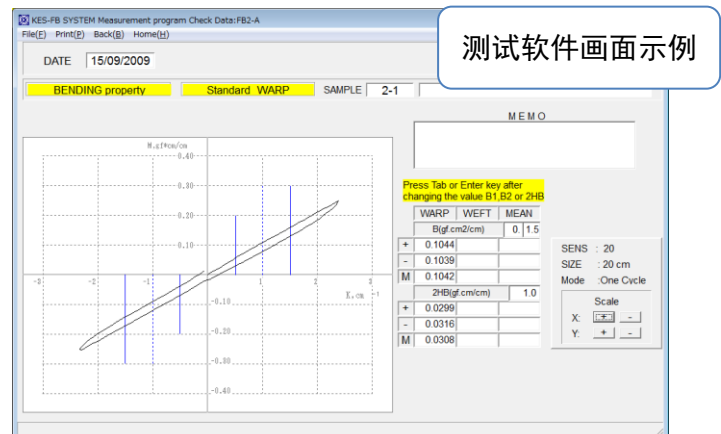 KES-FB SYSTEM Measurement program Check Data:FB2-A
File(F) Print(P) Back(B) Home(H)
测试软件画面示例
DATE 15/09/2009
BENDING property Standard WARP SAMPLE 2-1
M E M O
M,gf*cm/cm
0.40
0.30
0.20
0.10
-3 -2 -1 1 2 3
K,cm -1
-0.10
-0.20
-0.30
-0.40
Press Tab or Enter key after
changing the value B1,B2 or 2HB
WARP WEFT MEAN
B(gf.cm2/cm) 0. 1.5
+ 0.1044
- 0.1039
M 0.1042
2HB(gf.cm/cm) 1.0
+ 0.0299
- 0.0316
M 0.0308
SENS : 20
SIZE : 20 cm
Mode :One Cycle
Scale
X: + -
Y: + -